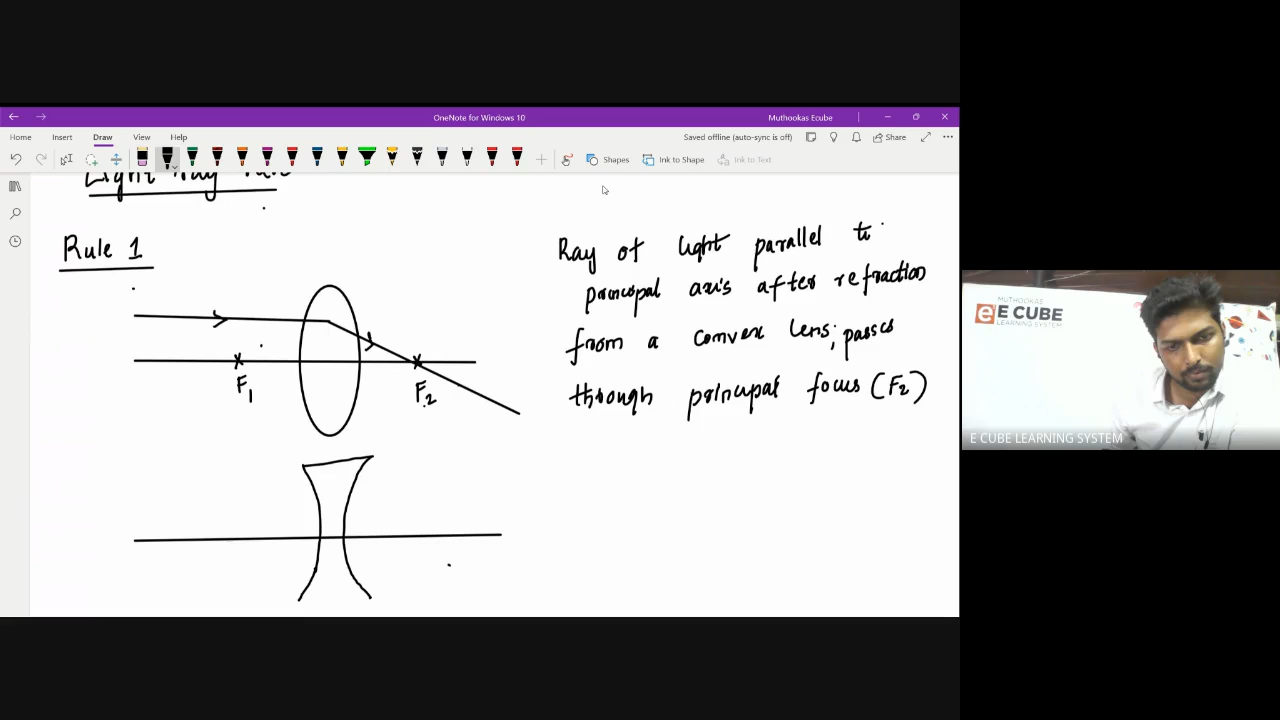 OneNote for Windows 10
Muthookas Ecube
Home Insert Draw View Help
Saved offline (auto-sync is off)
Share
Shapes
Ink to Shape
Ink to Text
Light Ray
Rule 1
F1
F2
Ray of light parallel to
principal axis after refraction
from a convex lens; passes
through principal focus (F2)
MUTHOOKAS
E CUBE
LEARNING SYSTEM
E CUBE LEARNING SYSTEM